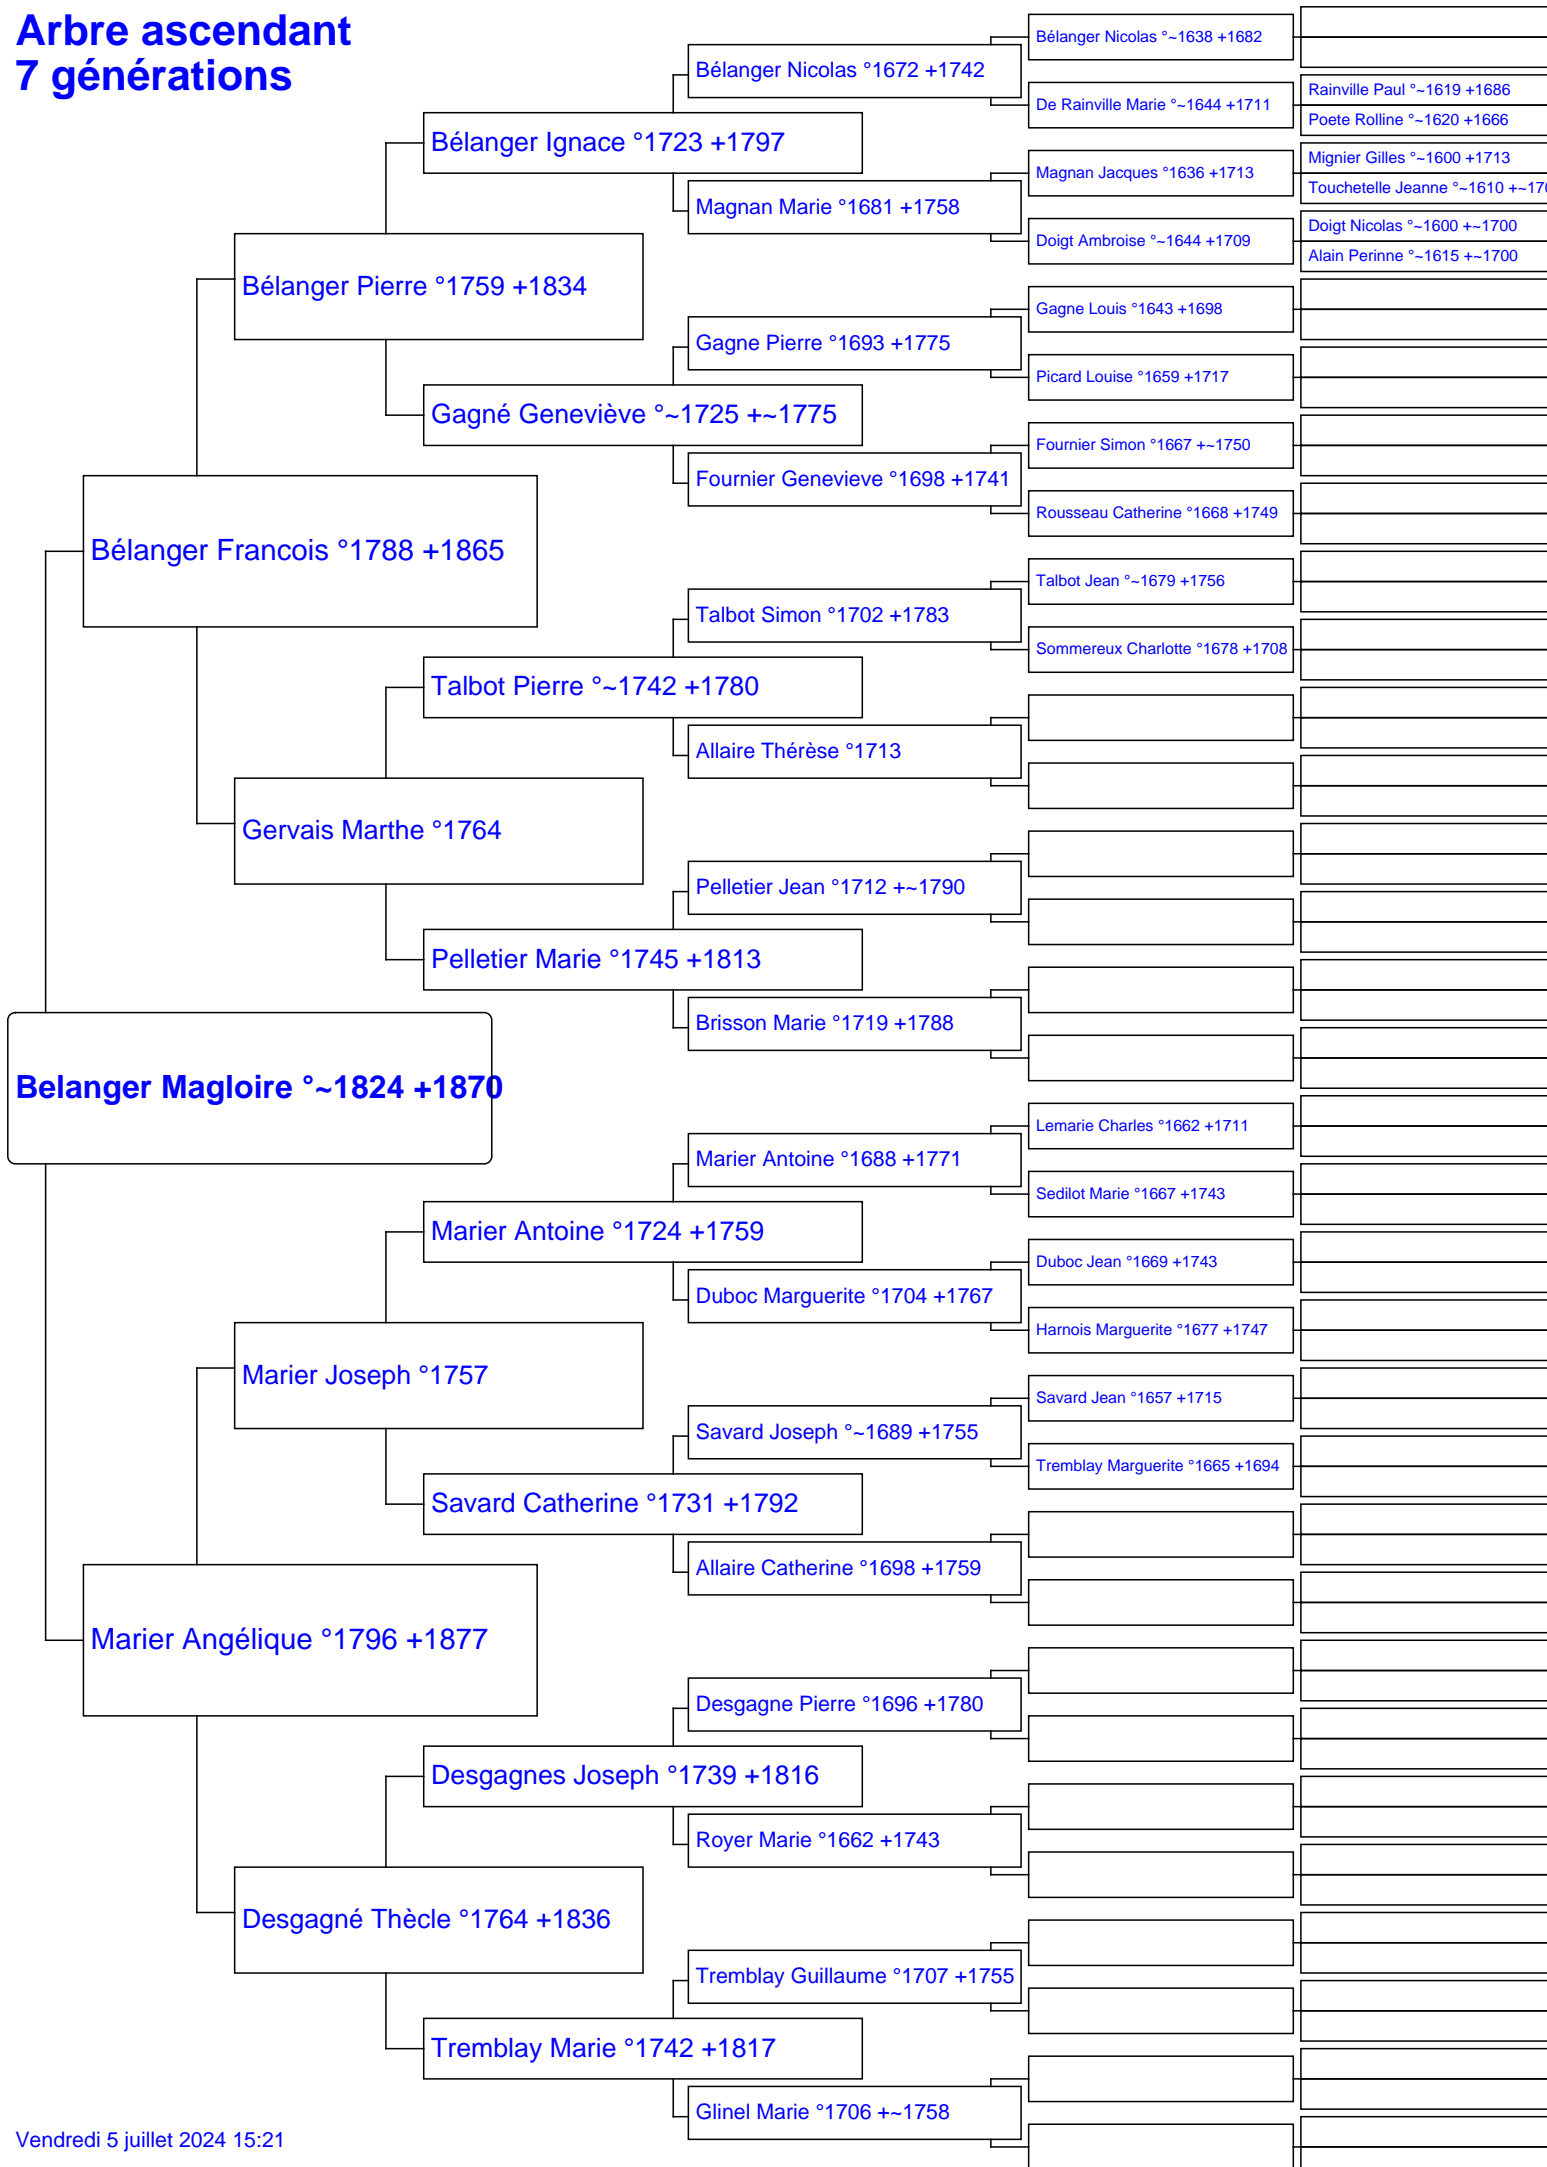 Arbre ascendant
7 générations
Belanger Magloire °~1824 +1870
Bélanger Francois °1788 +1865
Marier Angélique °1796 +1877
Bélanger Pierre °1759 +1834
Gervais Marthe °1764
Marier Joseph °1757
Desgagné Thècle °1764 +1836
Bélanger Ignace °1723 +1797
Gagné Geneviève °~1725 +~1775
Talbot Pierre °~1742 +1780
Pelletier Marie °1745 +1813
Marier Antoine °1724 +1759
Savard Catherine °1731 +1792
Desgagnes Joseph °1739 +1816
Tremblay Marie °1742 +1817
Bélanger Nicolas °1672 +1742
Magnan Marie °1681 +1758
Gagne Pierre °1693 +1775
Fournier Genevieve °1698 +1741
Talbot Simon °1702 +1783
Allaire Thérèse °1713
Pelletier Jean °1712 +~1790
Brisson Marie °1719 +1788
Marier Antoine °1688 +1771
Duboc Marguerite °1704 +1767
Savard Joseph °~1689 +1755
Allaire Catherine °1698 +1759
Desgagne Pierre °1696 +1780
Royer Marie °1662 +1743
Tremblay Guillaume °1707 +1755
Glinel Marie °1706 +~1758
Bélanger Nicolas °~1638 +1682
De Rainville Marie °~1644 +1711
Magnan Jacques °1636 +1713
Doigt Ambroise °~1644 +1709
Gagne Louis °1643 +1698
Picard Louise °1659 +1717
Fournier Simon °1667 +~1750
Rousseau Catherine °1668 +1749
Talbot Jean °~1679 +1756
Sommereux Charlotte °1678 +1708
Lemarie Charles °1662 +1711
Sedilot Marie °1667 +1743
Duboc Jean °1669 +1743
Harnois Marguerite °1677 +1747
Savard Jean °1657 +1715
Tremblay Marguerite °1665 +1694
Rainville Paul °~1619 +1686
Poete Rolline °~1620 +1666
Mignier Gilles °~1600 +1713
Touchetelle Jeanne °~1610
Doigt Nicolas °~1600 +~1700
Alain Perinne °~1615 +~1700
Vendredi 5 juillet 2024 15:21